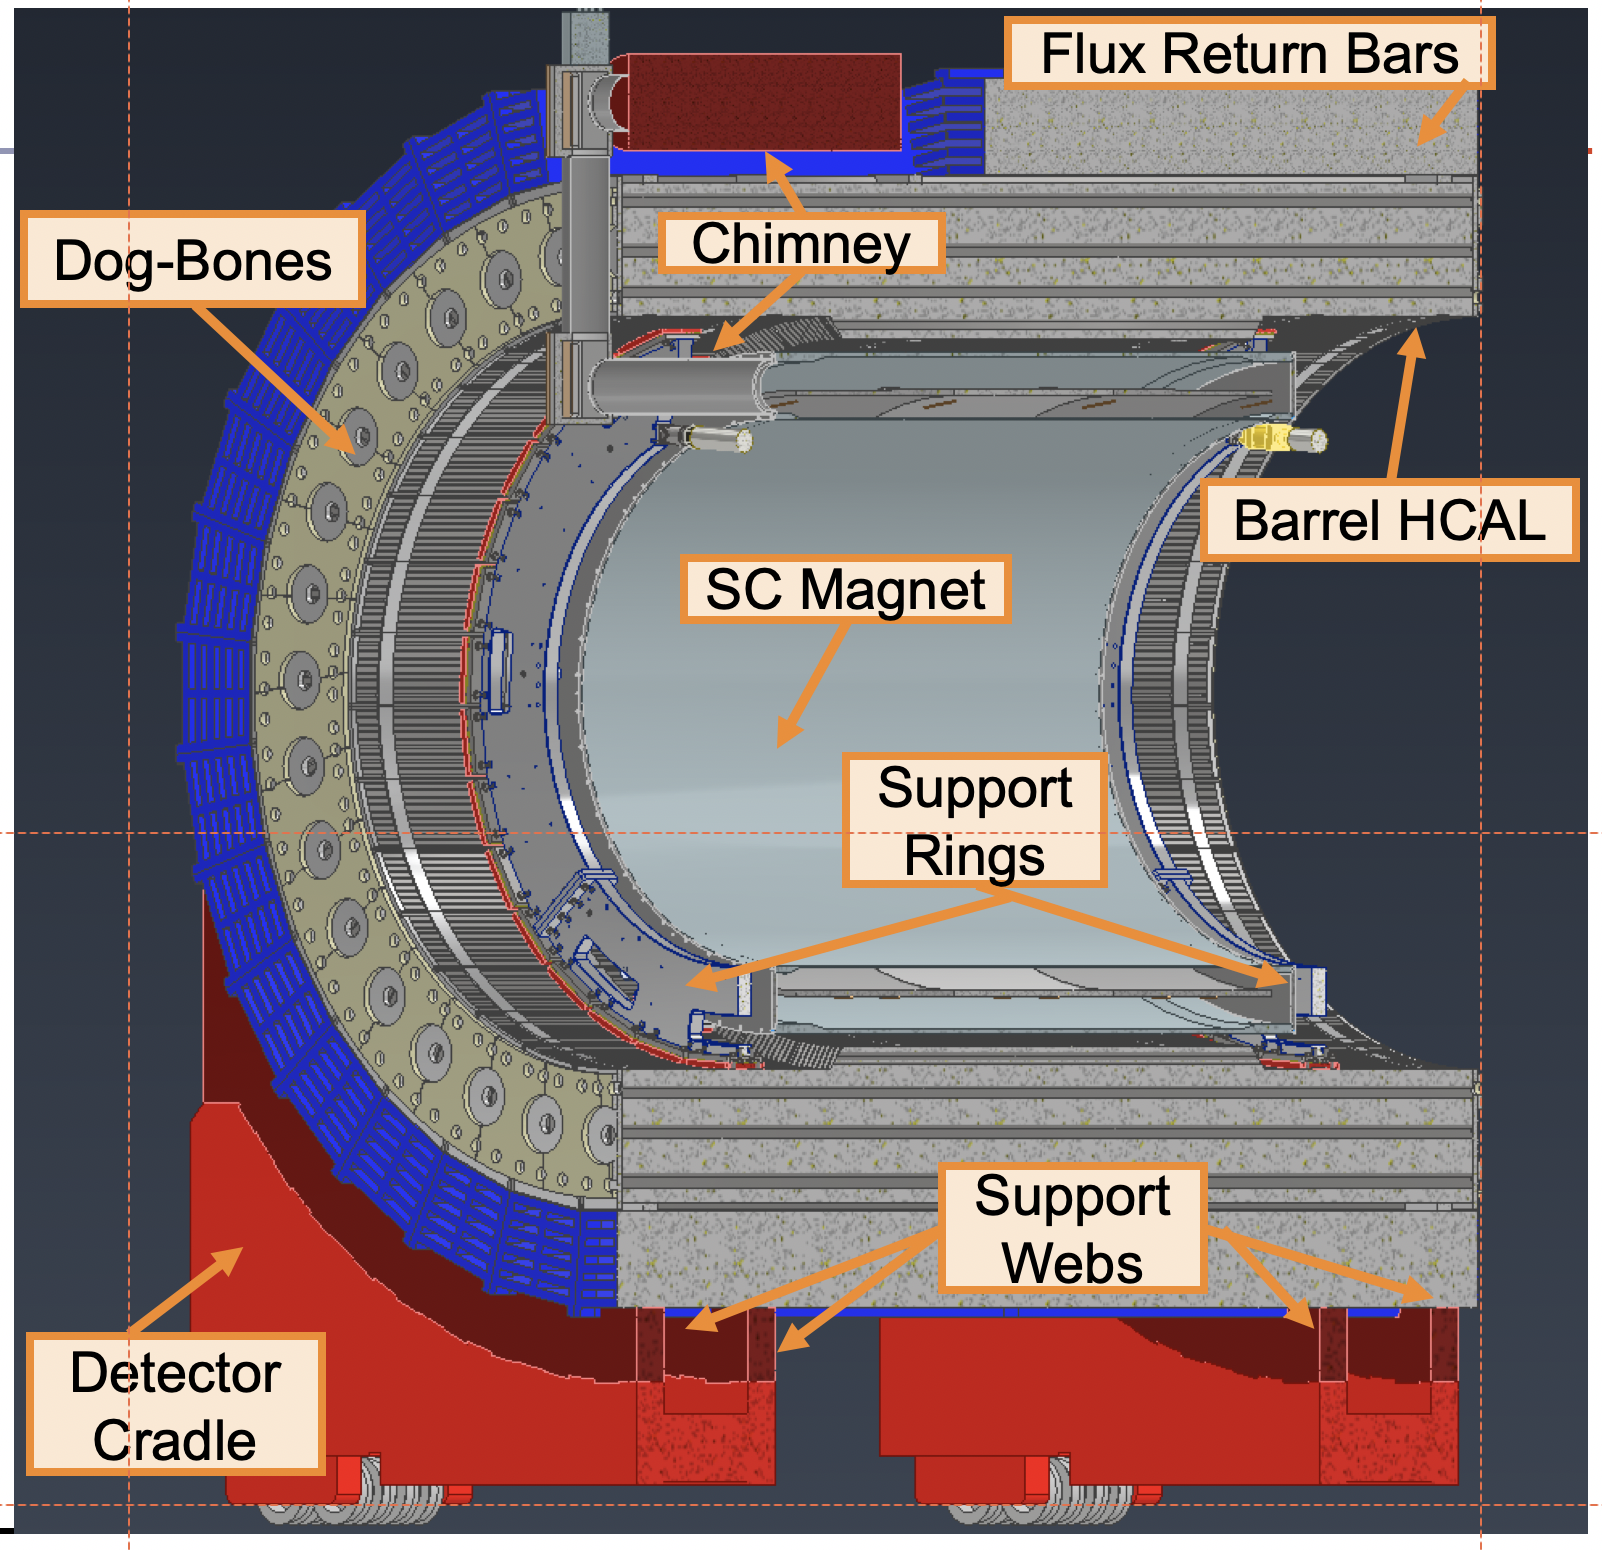 Flux Return Bars
Dog-Bones
Chimney
Barrel HCAL
SC Magnet
Support
Rings
Support
Webs
Detector
Cradle